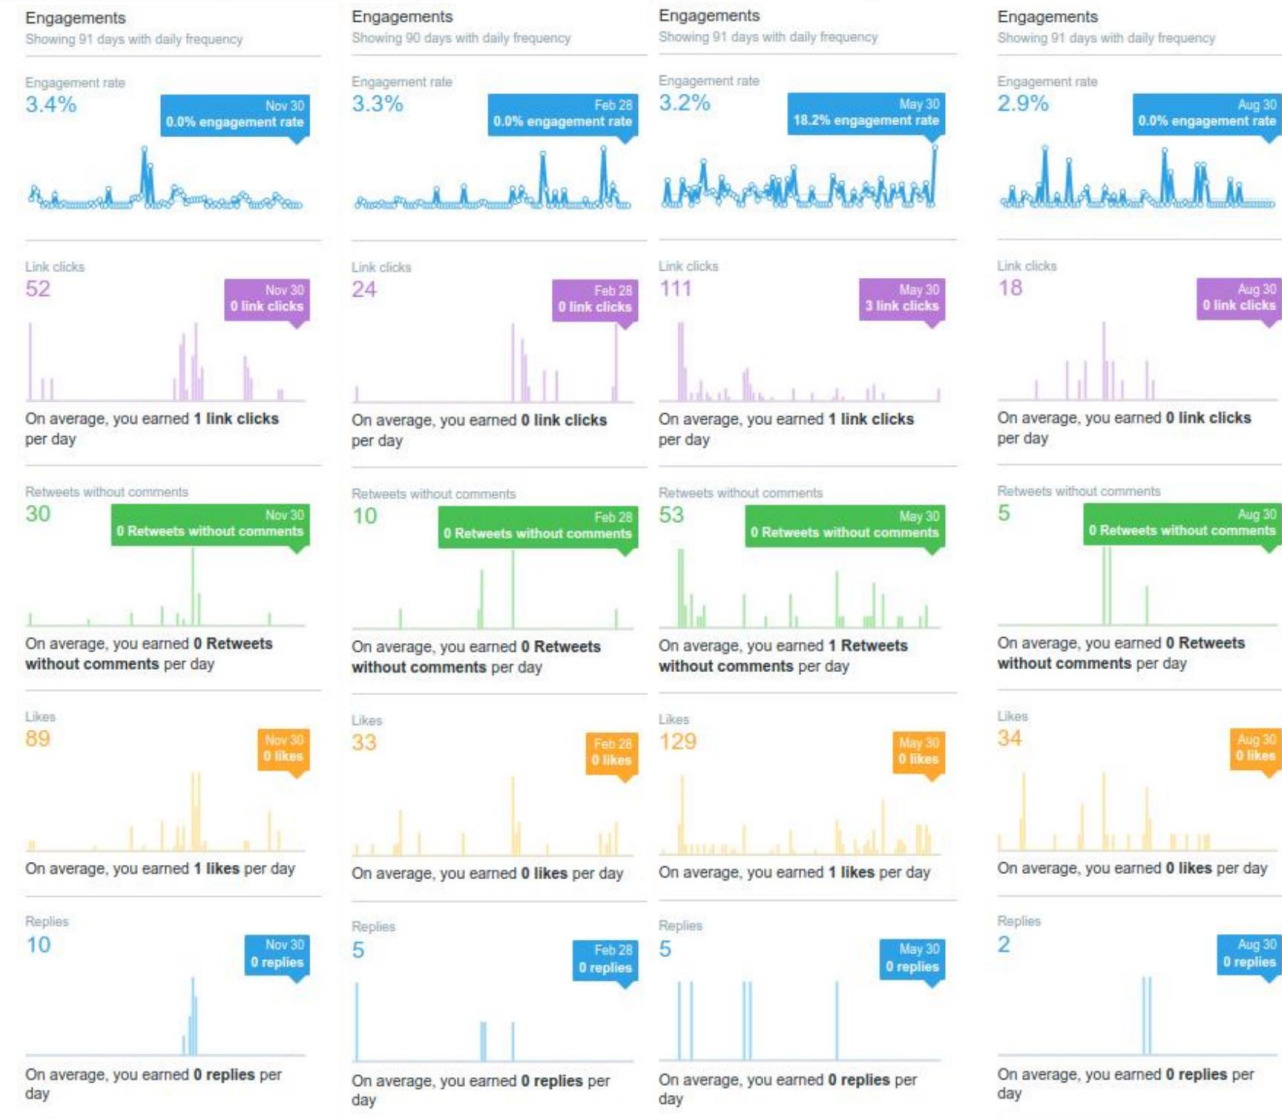 Engagements
Showing 91 days with daily frequency
Engagement rate
3.4%
Nov 30
0.0% engagement rate
Link clicks
52
Nov 30
0 link clicks
On average, you earned 1 link clicks
per day
Retweets without comments
30
Nov 30
0 Retweets without comments
On average, you earned 0 Retweets
without comments per day
Likes
89
Nov 30
0 likes
On average, you earned 1 likes per day
Replies
10
Nov 30
0 replies
On average, you earned 0 replies per
day
Engagements
Showing 90 days with daily frequency
Engagement rate
3.3%
Feb 28
0.0% engagement rate
Link clicks
24
Feb 28
0 link clicks
On average, you earned 0 link clicks
per day
Retweets without comments
10
Feb 28
0 Retweets without comments
On average, you earned 0 Retweets
without comments per day
Likes
33
Feb 28
0 likes
On average, you earned 0 likes per day
Replies
5
Feb 28
0 replies
On average, you earned 0 replies per
day
Engagements
Showing 91 days with daily frequency
Engagement rate
3.2%
May 30
18.2% engagement rate
Link clicks
111
May 30
3 link clicks
On average, you earned 1 link clicks
per day
Retweets without comments
53
May 30
0 Retweets without comments
On average, you earned 1 Retweets
without comments per day
Likes
129
May 30
0 likes
On average, you earned 1 likes per day
Replies
5
May 30
0 replies
On average, you earned 0 replies per
day
Engagements
Showing 91 days with daily frequency
Engagement rate
2.9%
Aug 30
0.0% engagement rate
Link clicks
18
Aug 30
0 link clicks
On average, you earned 0 link clicks
per day
Retweets without comments
5
Aug 30
0 Retweets without comments
On average, you earned 0 Retweets
without comments per day
Likes
34
Aug 30
0 likes
On average, you earned 0 likes per day
Replies
2
Aug 30
0 replies
On average, you earned 0 replies per
day